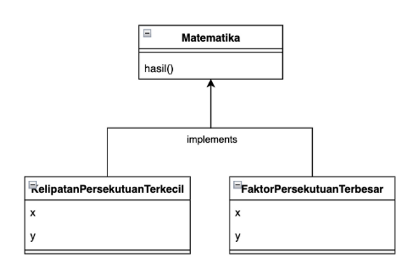 Matematika
hasil()
implements
KelipatanPersekutuanTerkecil
x
y
FaktorPersekutuanTerbesar
x
y